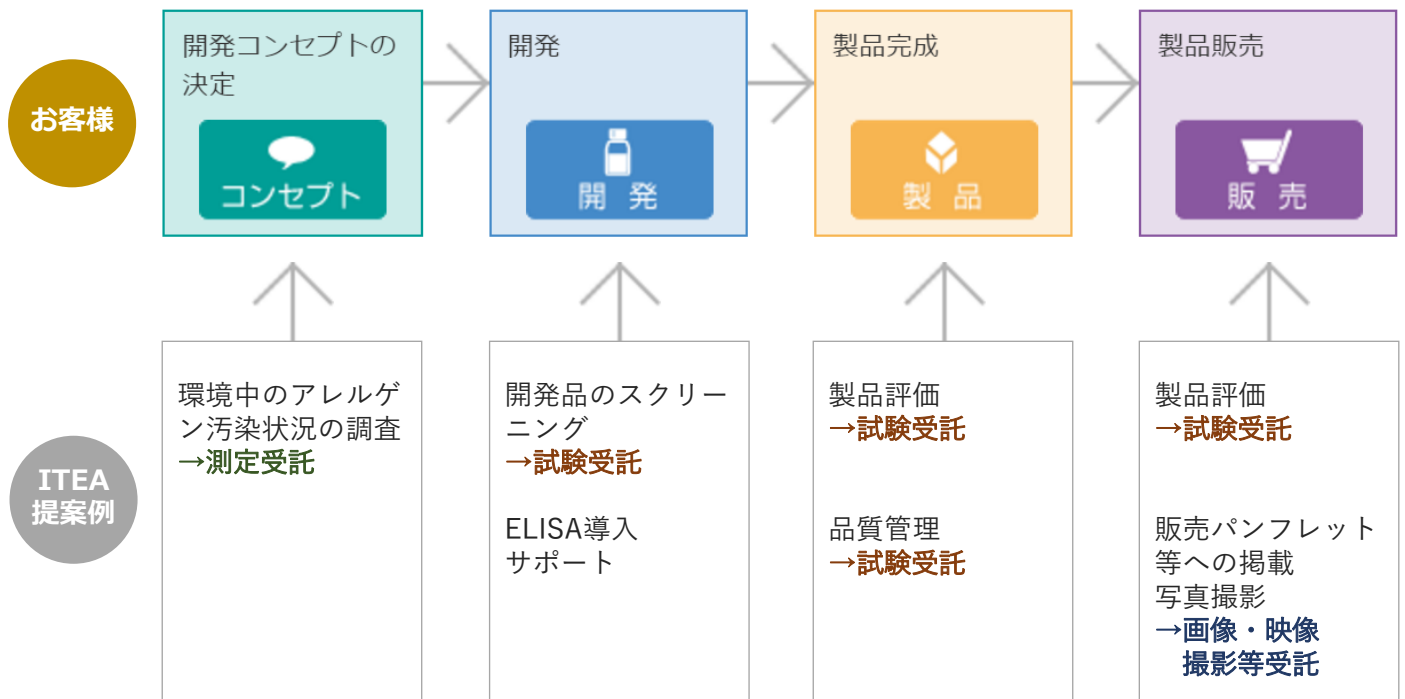 お客様
開発コンセプトの
決定
コンセプト
開発
開 発
製品完成
製 品
製品販売
販 売
ITEA
提案例
環境中のアレルゲ
ン汚染状況の調査
→測定受託
開発品のスクリー
ニング
→試験受託
ELISA導入
サポート
製品評価
→試験受託
品質管理
→試験受託
製品評価
→試験受託
販売パンフレット
等への掲載
写真撮影
→画像・映像
撮影等受託